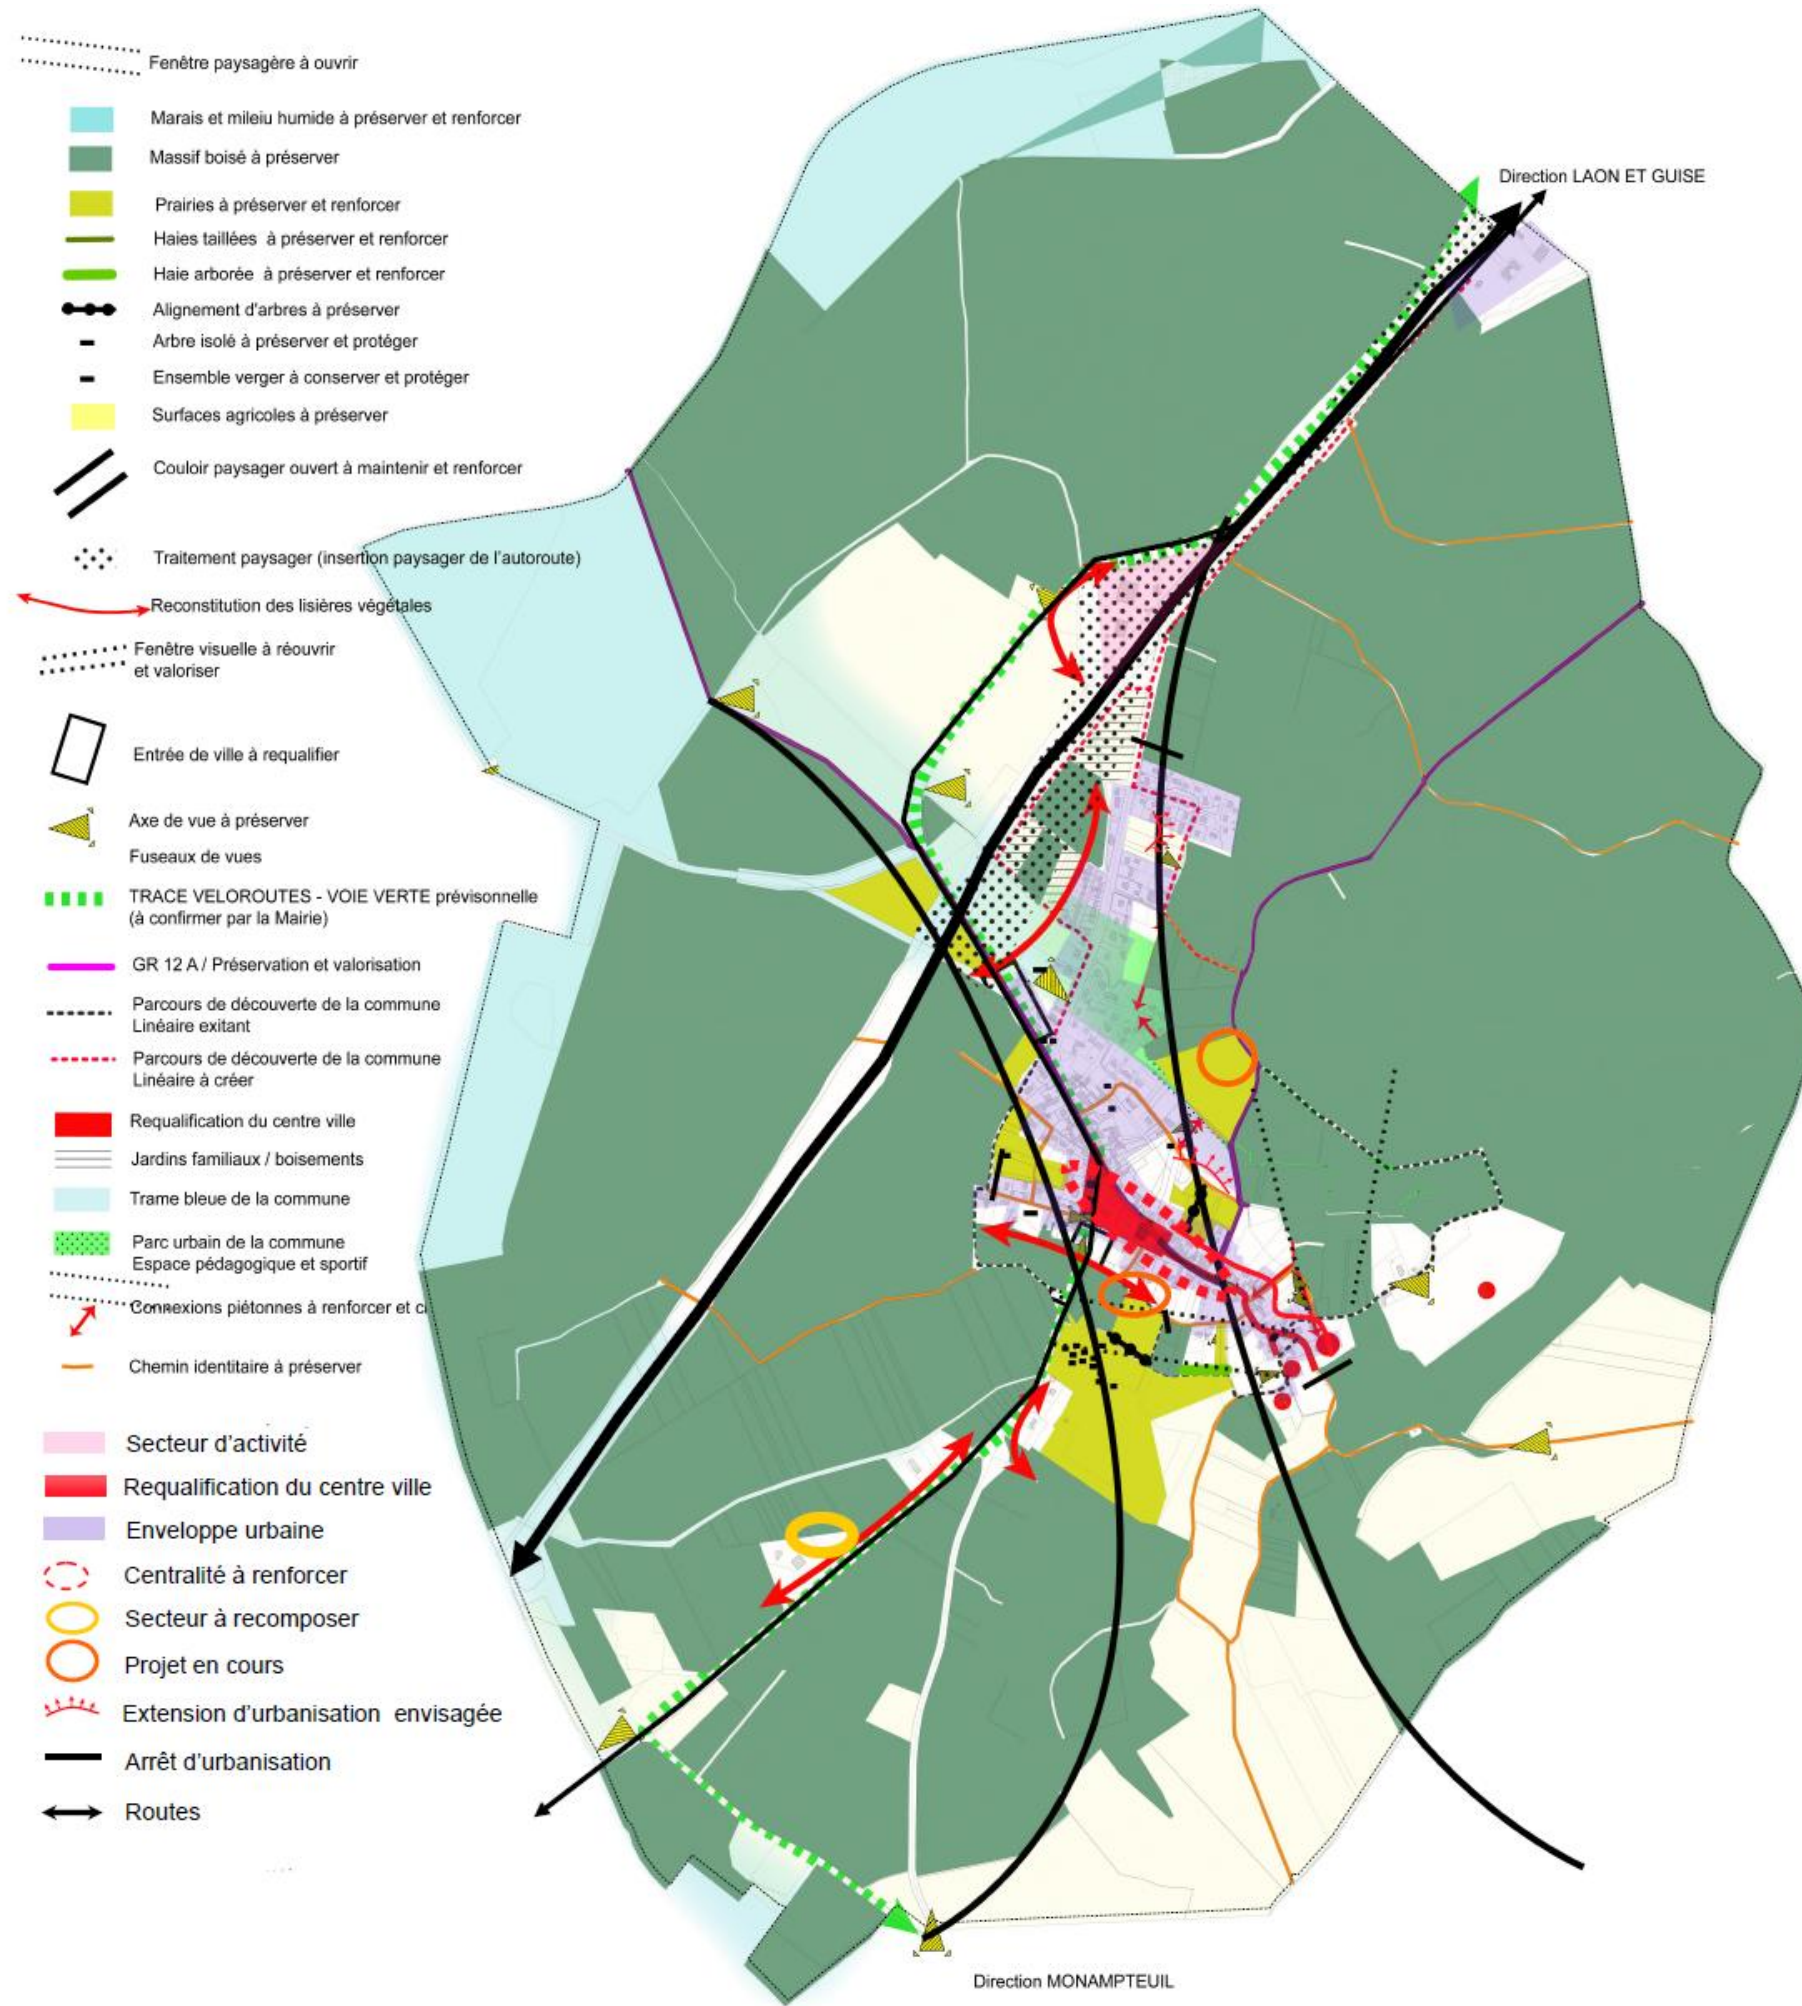 Fenêtre paysagère à ouvrir
Marais et mileiu humide à préserver et renforcer
Massif boisé à préserver
Prairies à préserver et renforcer
Haies taillées à préserver et renforcer
Haie arborée à préserver et renforcer
Alignement d'arbres à préserver
Arbre isolé à préserver et protéger
Ensemble verger à conserver et protéger
Surfaces agricoles à préserver
Couloir paysager ouvert à maintenir et renforcer
Traitement paysager (insertion paysager de l'autoroute)
Reconstitution des lisières végétales
Fenêtre visuelle à réouvrir
et valoriser
Entrée de ville à requalifier
Axe de vue à préserver
Fuseaux de vues
TRACE VELOROUTES - VOIE VERTE prévisonnelle
(à confirmer par la Mairie)
GR 12 A / Préservation et valorisation
Parcours de découverte de la commune
Linéaire exitant
Parcours de découverte de la commune
Linéaire à créer
Requalification du centre ville
Jardins familiaux / boisements
Trame bleue de la commune
Parc urbain de la commune
Espace pédagogique et sportif
Connexions piétonnes à renforcer et c
Chemin identitaire à préserver
Secteur d'activité
Requalification du centre ville
Enveloppe urbaine
Centralité à renforcer
Secteur à recomposer
Projet en cours
Extension d'urbanisation envisagée
Arrêt d'urbanisation
Routes
Direction LAON ET GUISE
Direction MONAMPTEUIL